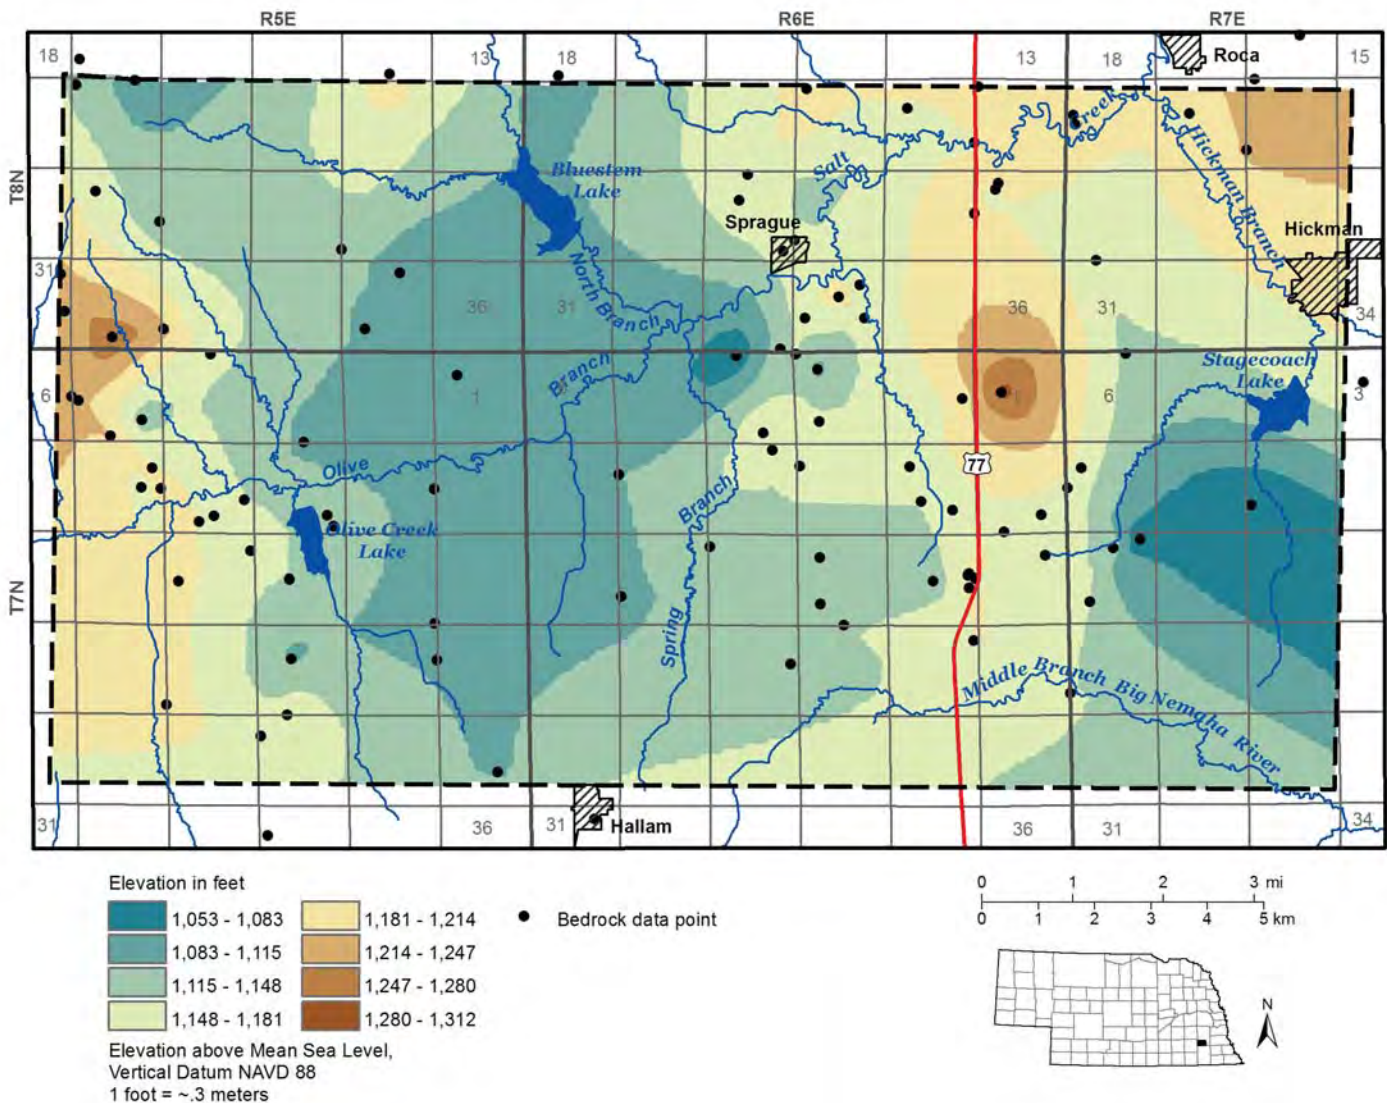 R5E R6E R7E
18 13 18 13 18 15
Roca
Creek
Salt
Hickman Branch
T8N
Bluestem
Lake
Sprague
Hickman
North Branch
31 36 31 36 31 34
Branch
Stagecoach
Lake
6 1 1 6 3
77
Olive
Branch
Olive Creek
Lake
T7N
Spring
Middle Branch Big Nemaha River
31 36 31 36 31 34
Hallam
Elevation in feet
1,053 - 1,083 1,181 - 1,214
1,083 - 1,115 1,214 - 1,247
1,115 - 1,148 1,247 - 1,280
1,148 - 1,181 1,280 - 1,312
Bedrock data point
Elevation above Mean Sea Level,
Vertical Datum NAVD 88
1 foot = ~.3 meters
0 1 2 3 mi
0 1 2 3 4 5 km
N